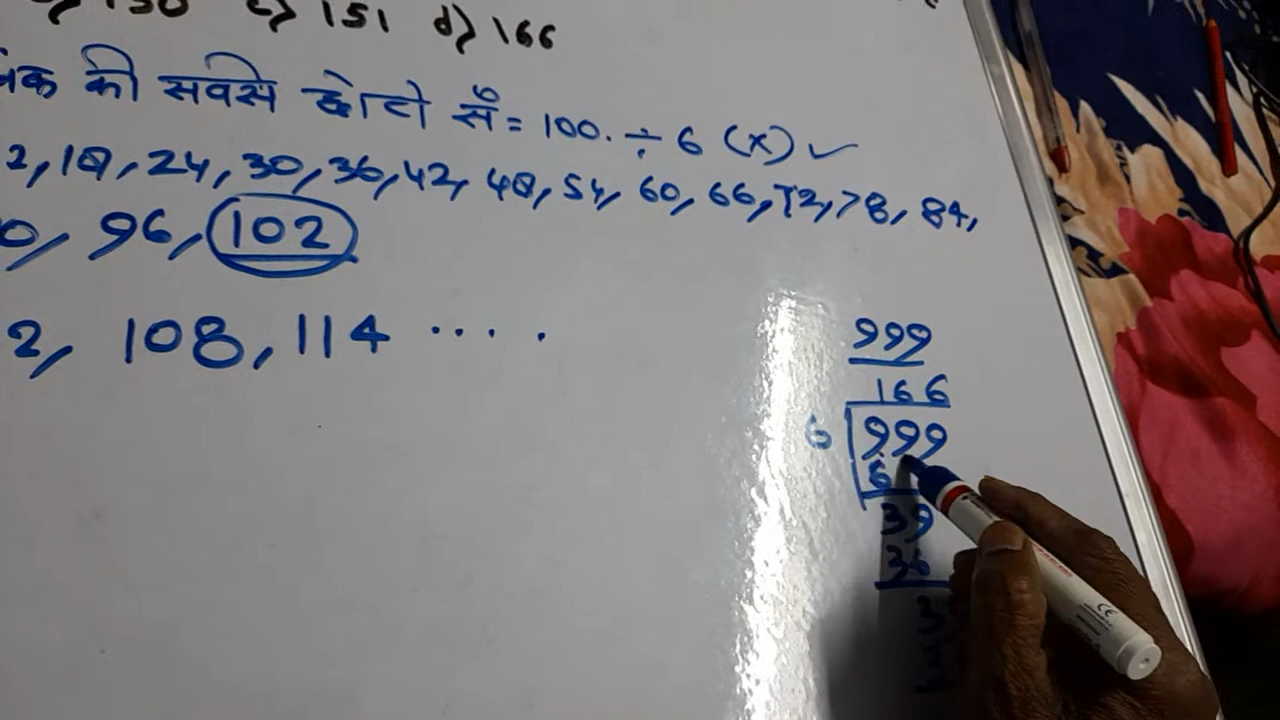 150 c) 151 d) 166
की सबसे छोटी सं = 100. ÷ 6 (x) ✓
2, 18, 24, 30, 36, 42, 48, 54, 60, 66, 72, 78, 84,
0, 96, 102
2, 108, 114 .....
999
166
6 999
6
39
36